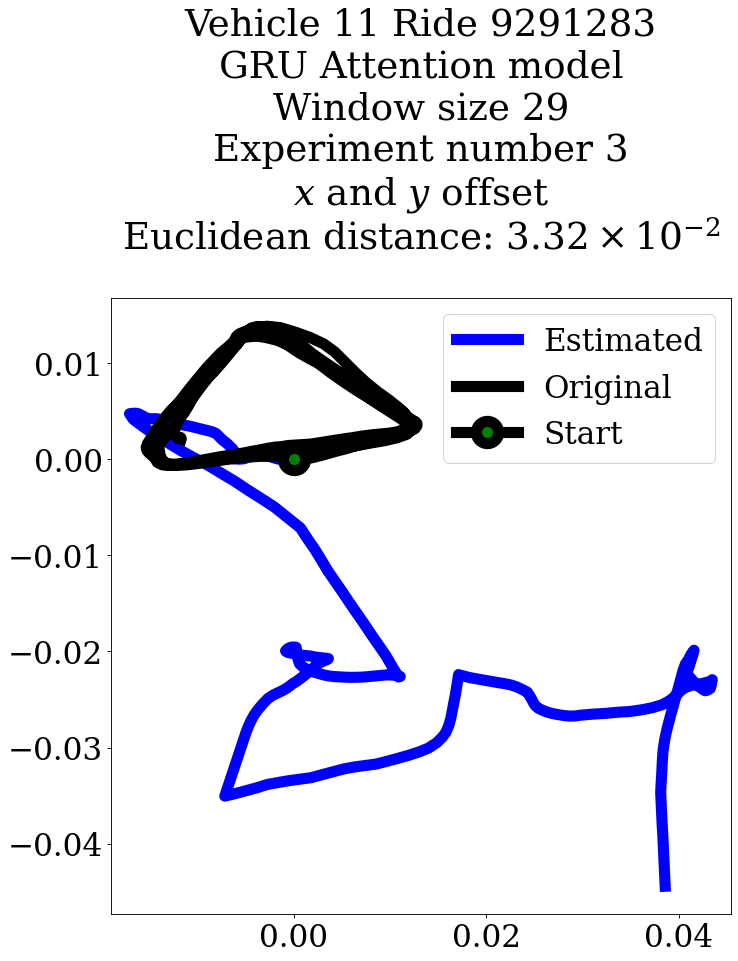 Vehicle 11 Ride 9291283
GRU Attention model
Window size 29
Experiment number 3
x and y offset
Euclidean distance: 3.32 × 10⁻²
Estimated
Original
Start
0.01
0.00
−0.01
−0.02
−0.03
−0.04
0.00 0.02 0.04